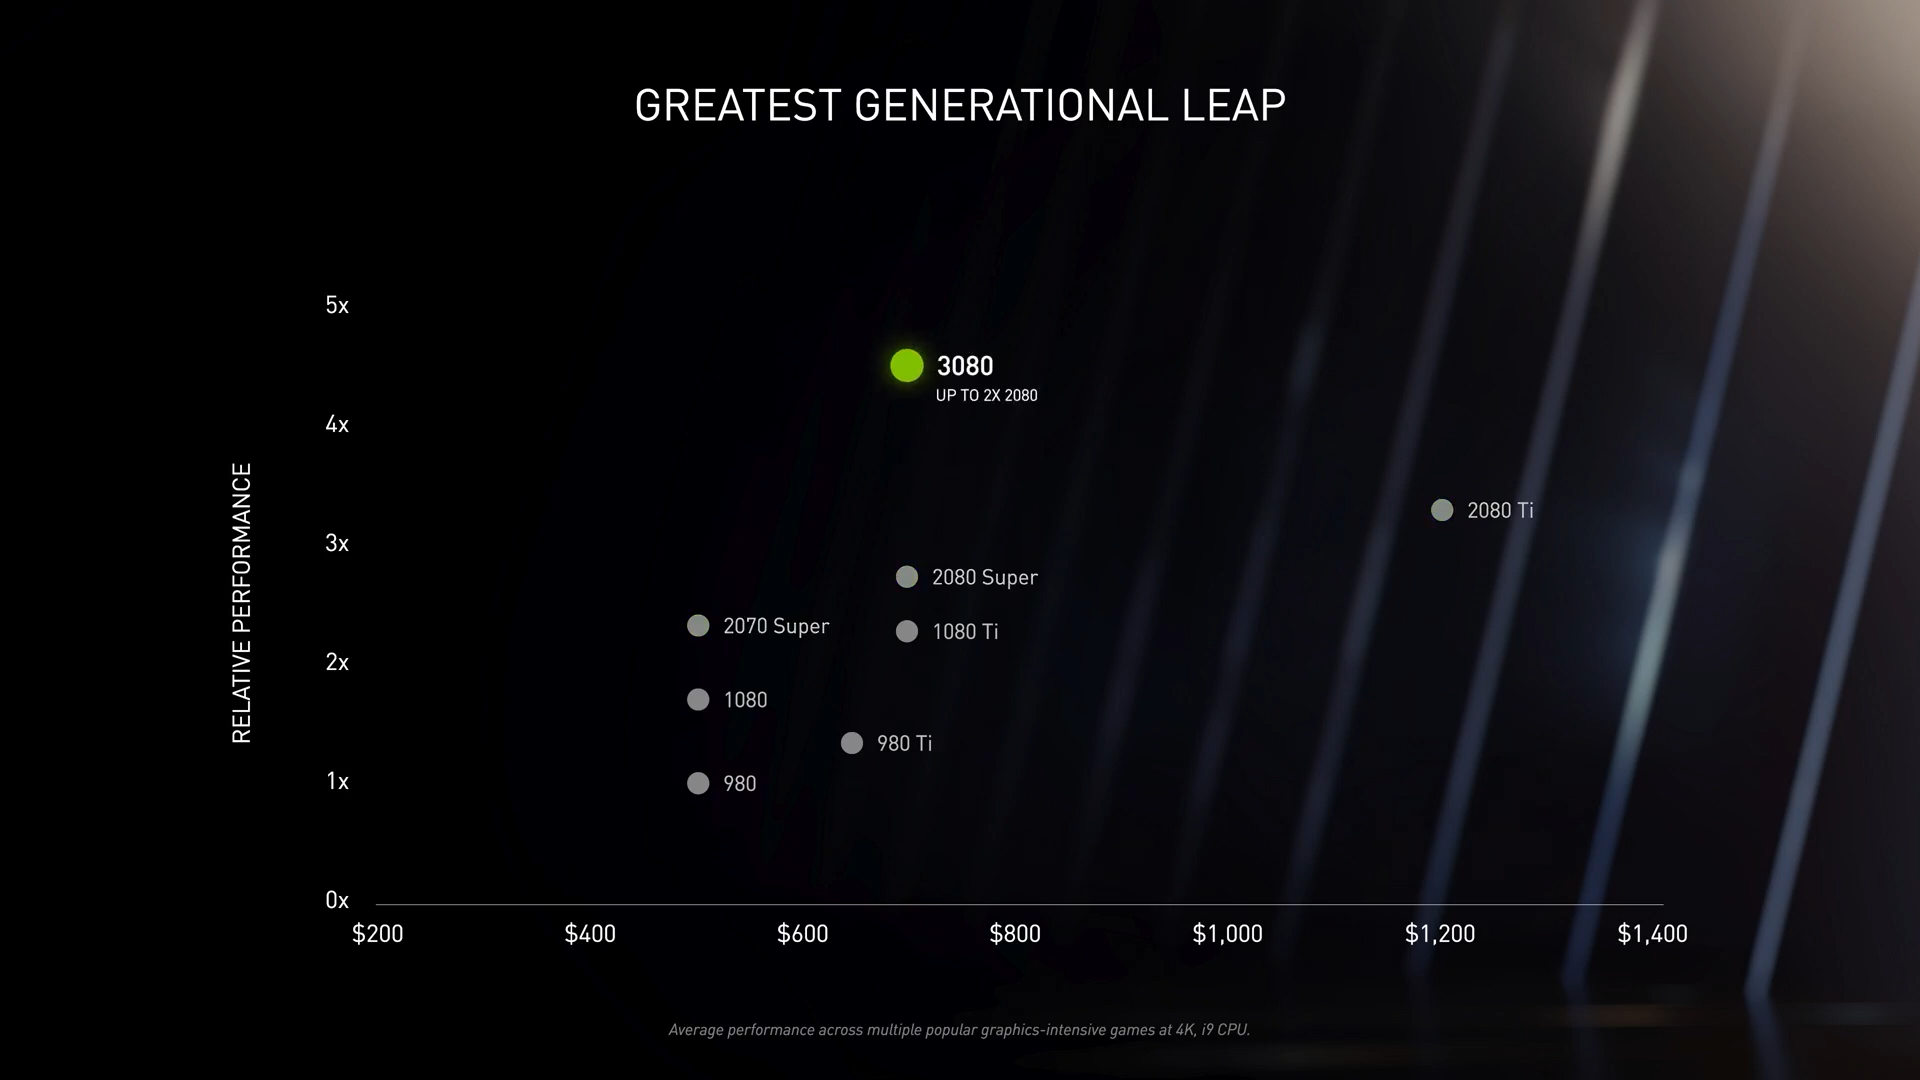 GREATEST GENERATIONAL LEAP
RELATIVE PERFORMANCE
5x
4x
3x
2x
1x
0x
3080
UP TO 2X 2080
2080 Ti
2080 Super
2070 Super
1080 Ti
1080
980 Ti
980
$200
$400
$600
$800
$1,000
$1,200
$1,400
Average performance across multiple popular graphics-intensive games at 4K, i9 CPU.